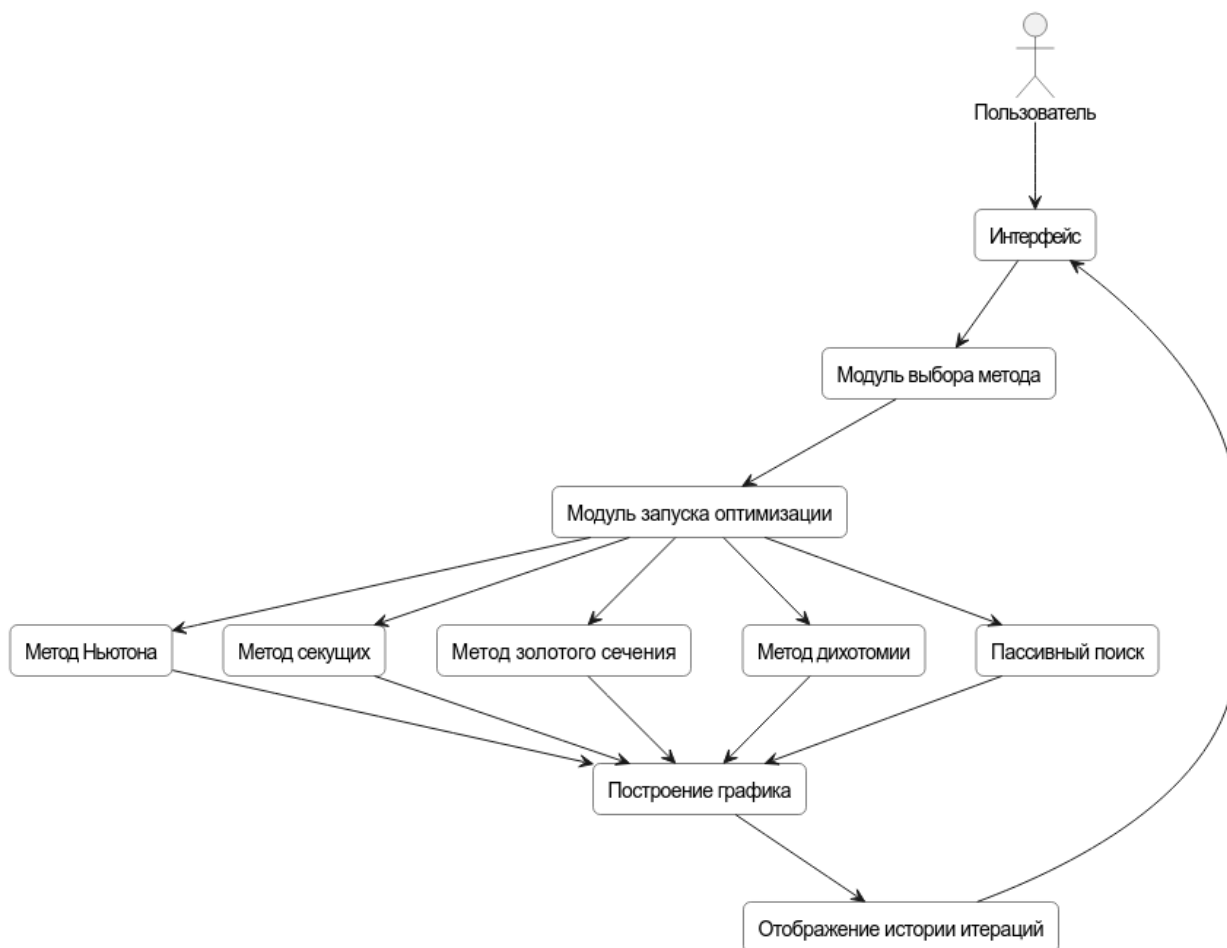 Пользователь
Интерфейс
Модуль выбора метода
Модуль запуска оптимизации
Метод Ньютона
Метод секущих
Метод золотого сечения
Метод дихотомии
Пассивный поиск
Построение графика
Отображение истории итераций